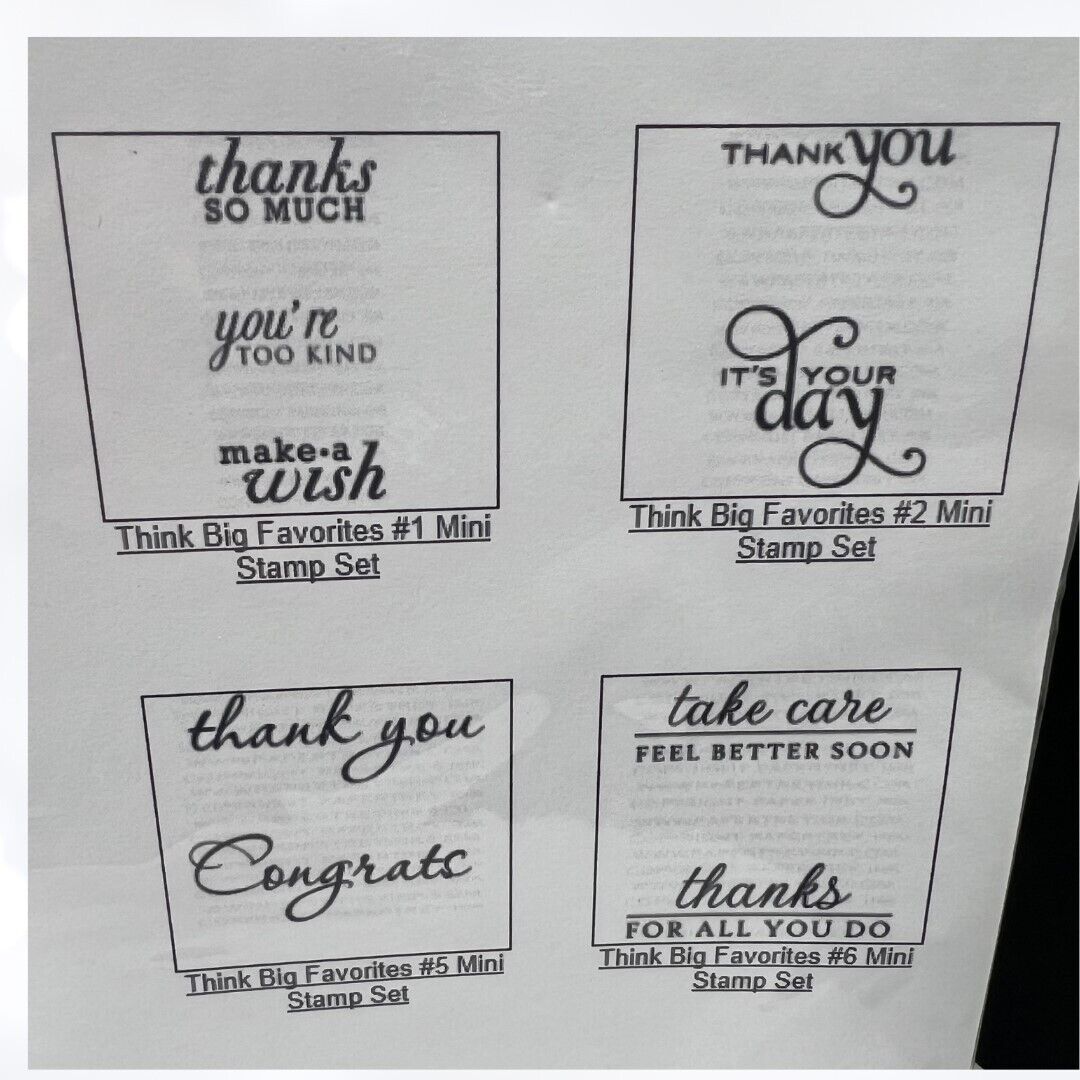 thanks
SO MUCH
you're
TOO KIND
make•a
wish
Think Big Favorites #1 Mini
Stamp Set
THANK you
IT'S YOUR
day
Think Big Favorites #2 Mini
Stamp Set
thank you
Congrats
Think Big Favorites #5 Mini
Stamp Set
take care
FEEL BETTER SOON
thanks
FOR ALL YOU DO
Think Big Favorites #6 Mini
Stamp Set